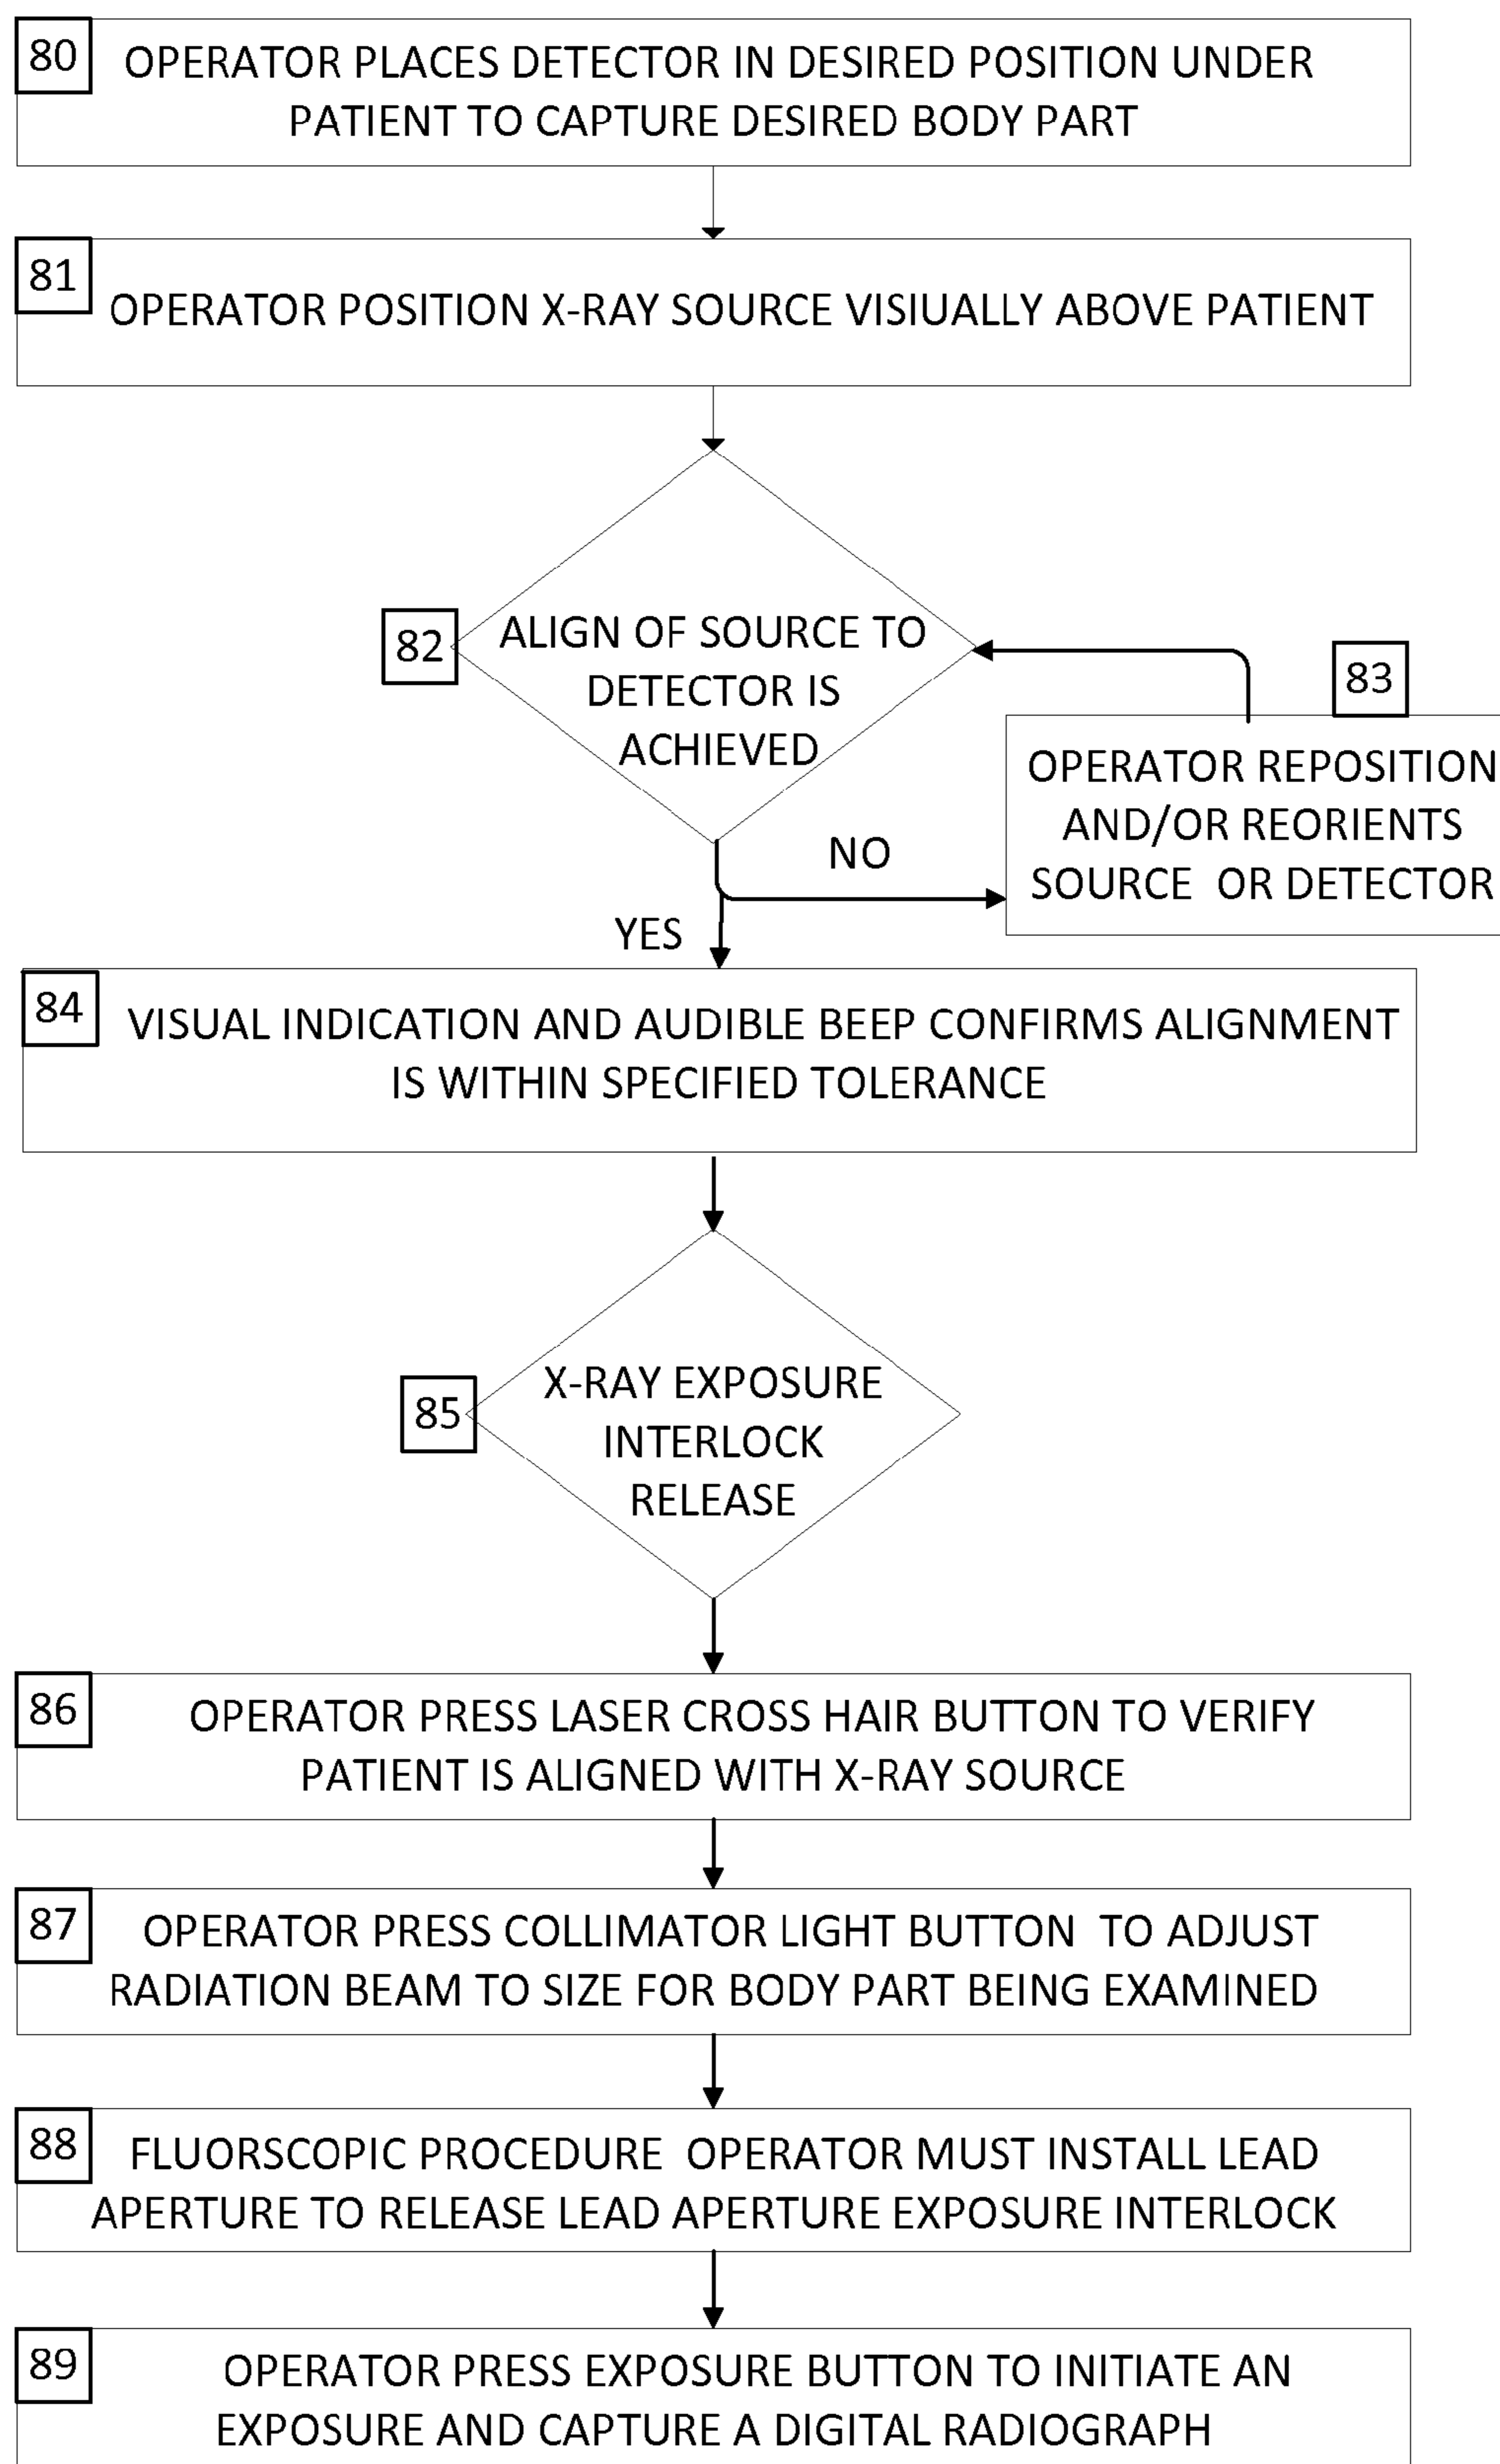 80
OPERATOR PLACES DETECTOR IN DESIRED POSITION UNDER
PATIENT TO CAPTURE DESIRED BODY PART
81
OPERATOR POSITION X-RAY SOURCE VISIUALLY ABOVE PATIENT
82
ALIGN OF SOURCE TO
DETECTOR IS
ACHIEVED
83
OPERATOR REPOSITION
AND/OR REORIENTS
SOURCE OR DETECTOR
NO
YES
84
VISUAL INDICATION AND AUDIBLE BEEP CONFIRMS ALIGNMENT
IS WITHIN SPECIFIED TOLERANCE
85
X-RAY EXPOSURE
INTERLOCK
RELEASE
86
OPERATOR PRESS LASER CROSS HAIR BUTTON TO VERIFY
PATIENT IS ALIGNED WITH X-RAY SOURCE
87
OPERATOR PRESS COLLIMATOR LIGHT BUTTON TO ADJUST
RADIATION BEAM TO SIZE FOR BODY PART BEING EXAMINED
88
FLUORSCOPIC PROCEDURE OPERATOR MUST INSTALL LEAD
APERTURE TO RELEASE LEAD APERTURE EXPOSURE INTERLOCK
89
OPERATOR PRESS EXPOSURE BUTTON TO INITIATE AN
EXPOSURE AND CAPTURE A DIGITAL RADIOGRAPH